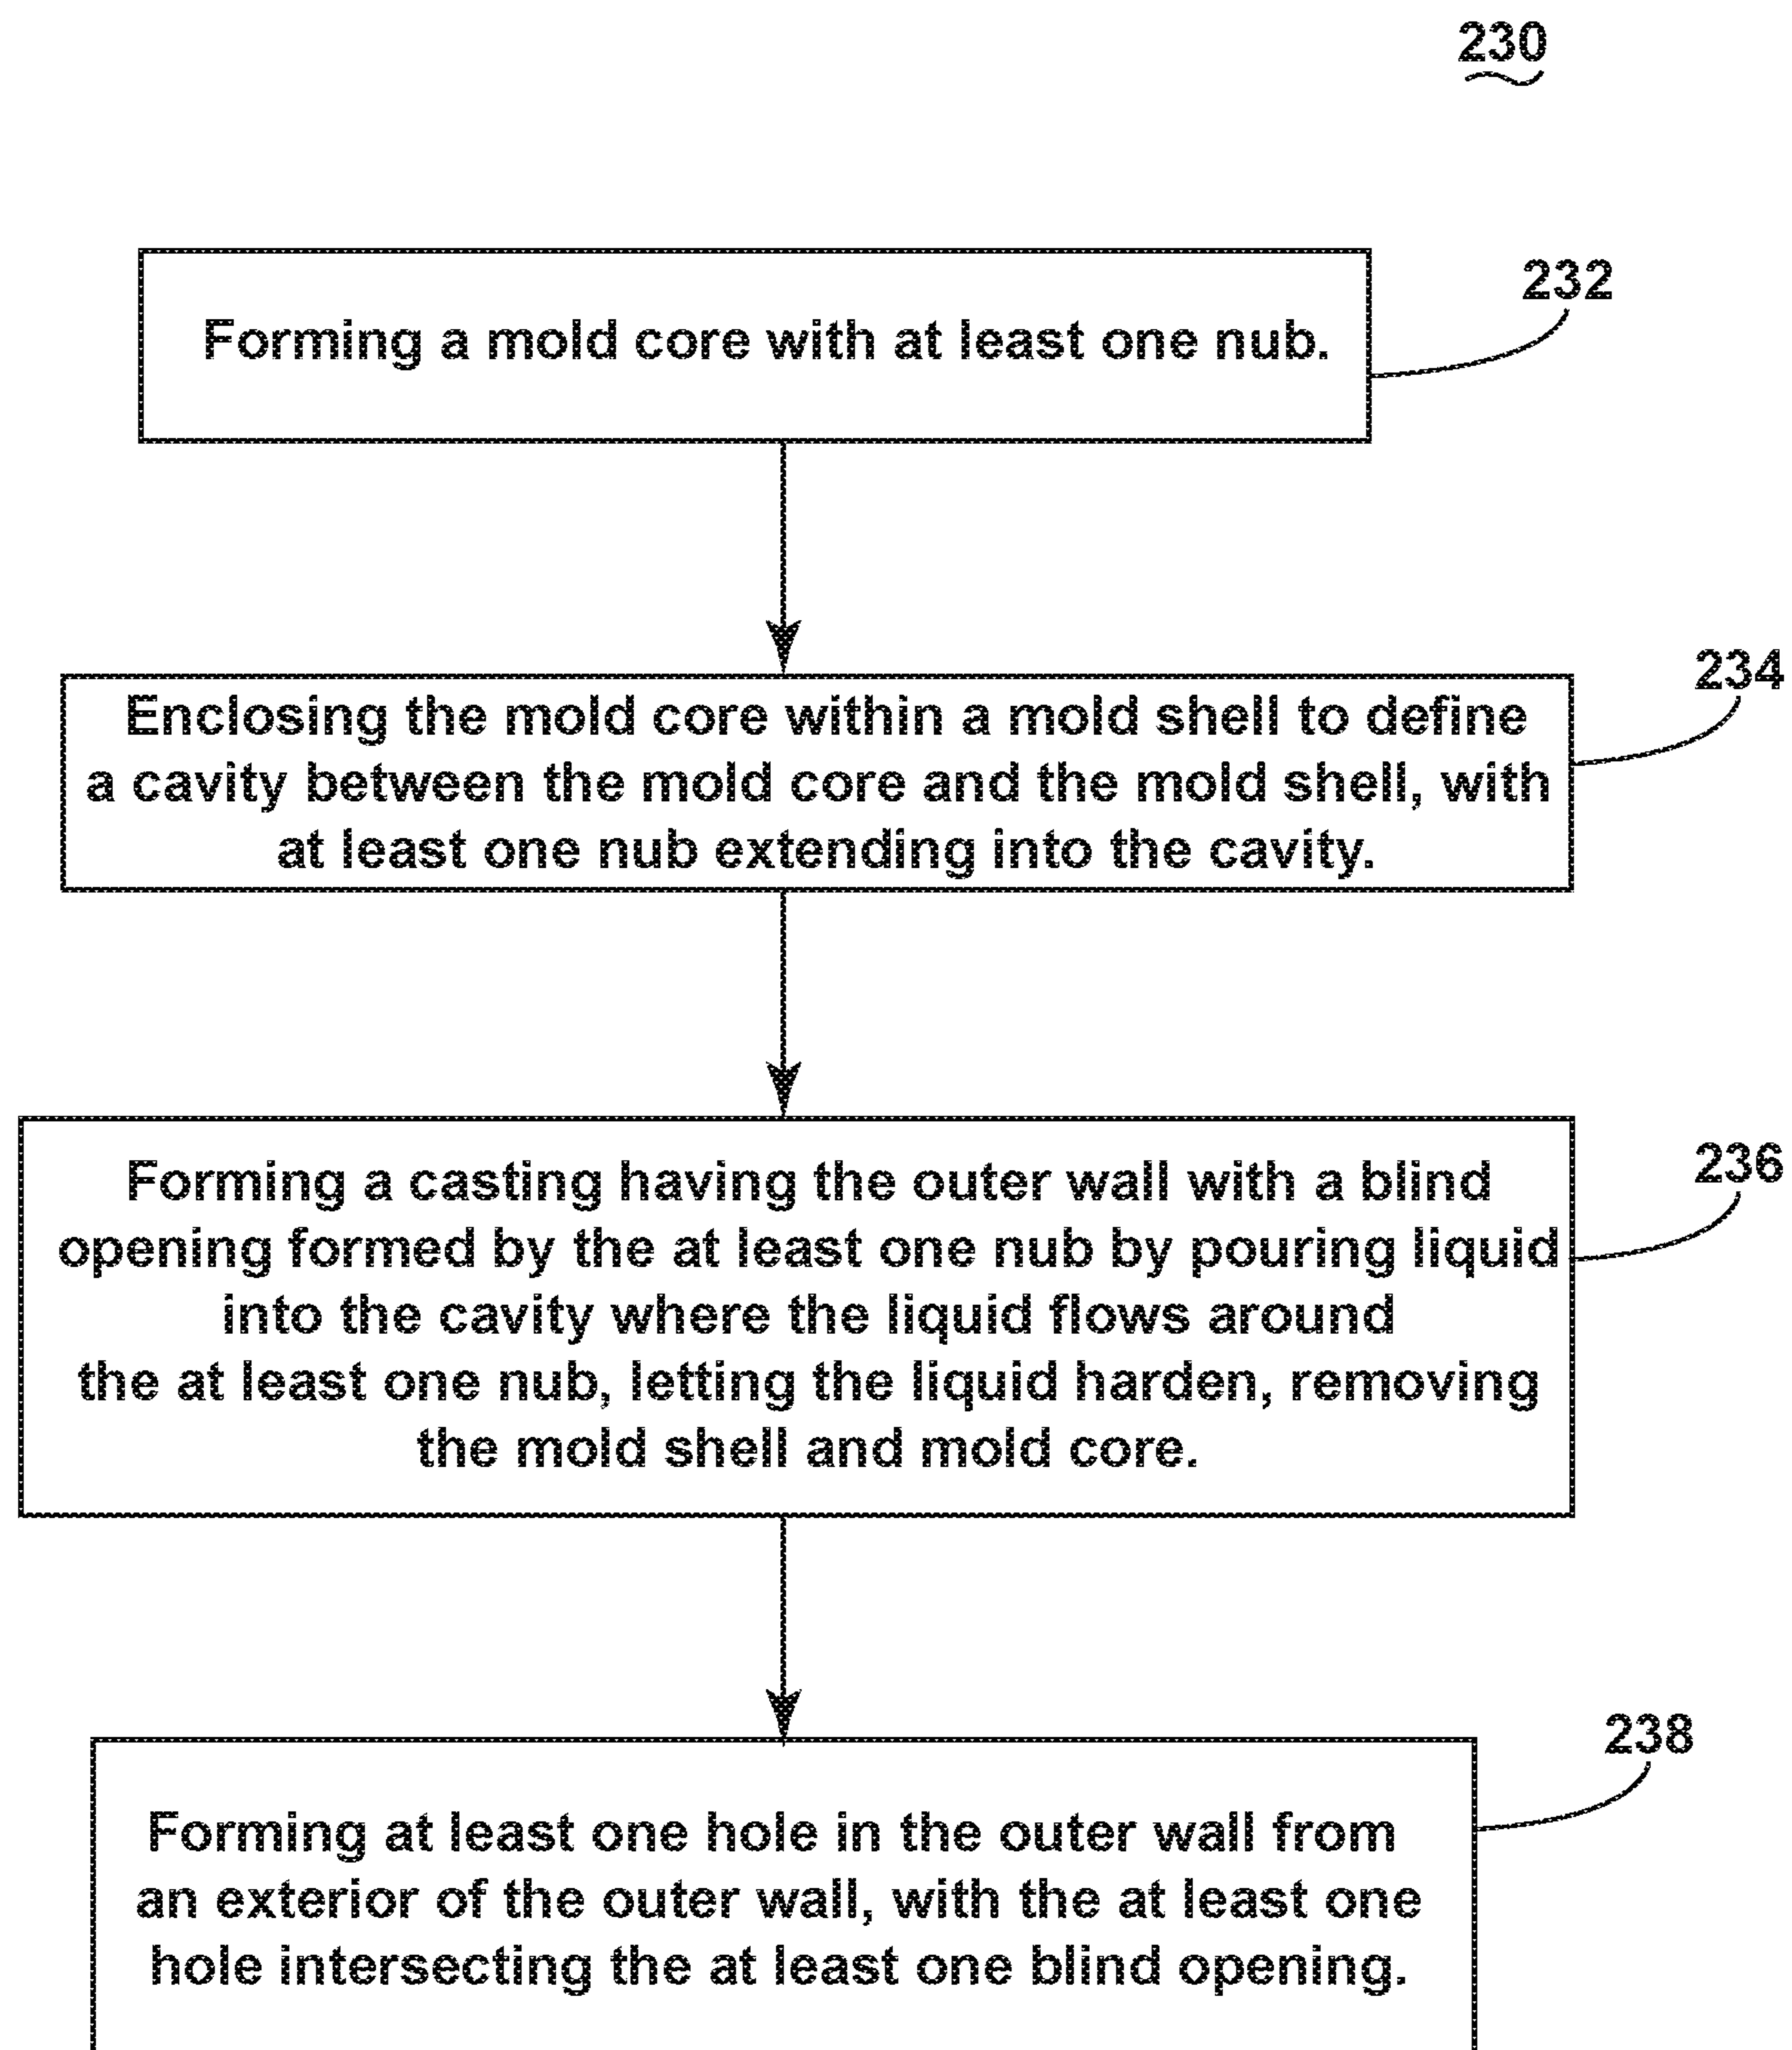 230
232
Forming a mold core with at least one nub.
234
Enclosing the mold core within a mold shell to define
a cavity between the mold core and the mold shell, with
at least one nub extending into the cavity.
236
Forming a casting having the outer wall with a blind
opening formed by the at least one nub by pouring liquid
into the cavity where the liquid flows around
the at least one nub, letting the liquid harden, removing
the mold shell and mold core.
238
Forming at least one hole in the outer wall from
an exterior of the outer wall, with the at least one
hole intersecting the at least one blind opening.